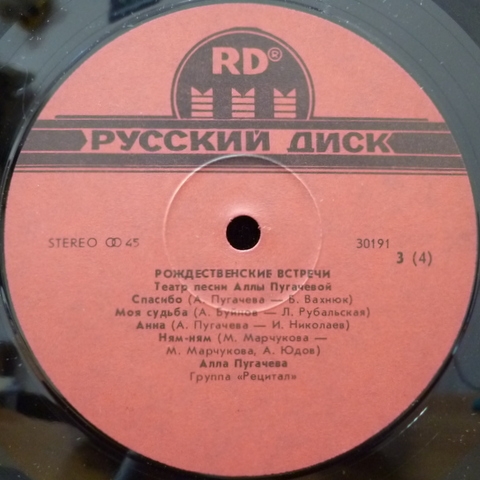 RD®
РУССКИЙ ДИСК
STEREO ꝏ 45
30191
3 (4)
РОЖДЕСТВЕНСКИЕ ВСТРЕЧИ
Театр песни Аллы Пугачевой
Спасибо (А. Пугачева — Б. Вахнюк)
Моя судьба (А. Буйнов — Л. Рубальская)
Анна (А. Пугачева — И. Николаев)
Ням-ням (М. Марчукова —
М. Марчукова, А. Юдов)
Алла Пугачева
Группа «Рецитал»